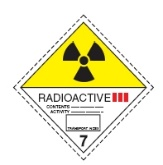 RADIOACTIVE III
CONTENTS
ACTIVITY
TRANSPORT INDEX
7